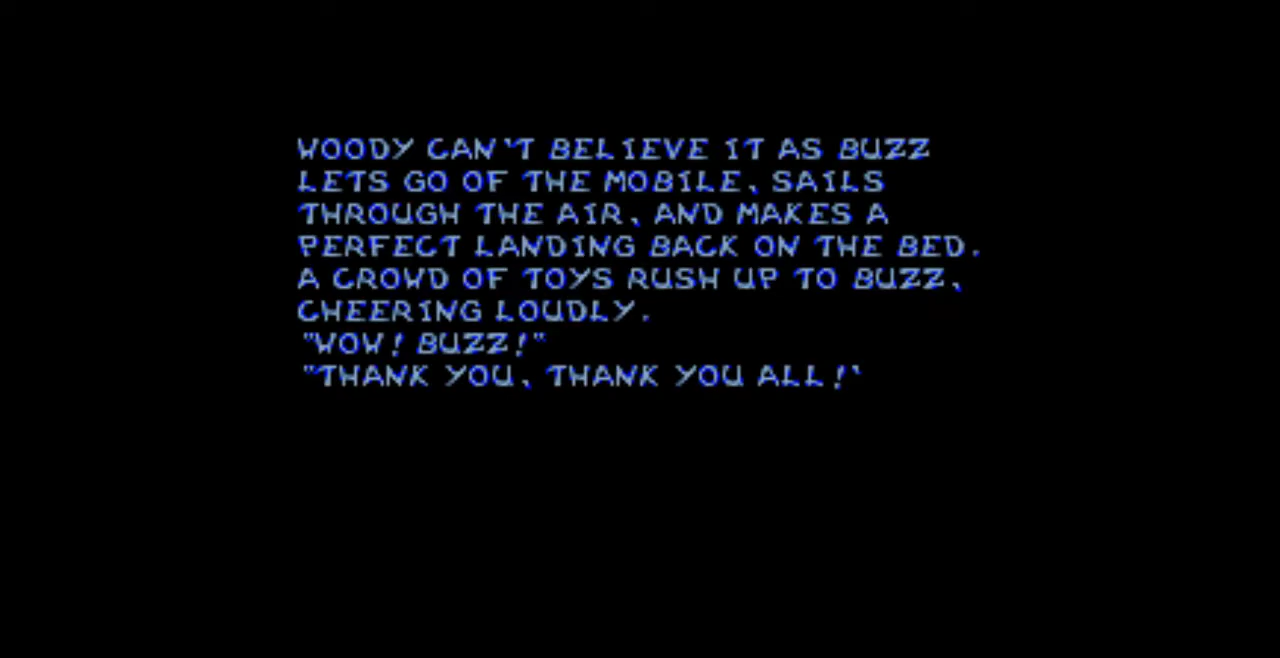 WOODY CAN'T BELIEVE IT AS BUZZ
LETS GO OF THE MOBILE, SAILS
THROUGH THE AIR, AND MAKES A
PERFECT LANDING BACK ON THE BED.
A CROWD OF TOYS RUSH UP TO BUZZ,
CHEERING LOUDLY.
"WOW! BUZZ!"
"THANK YOU, THANK YOU ALL!'